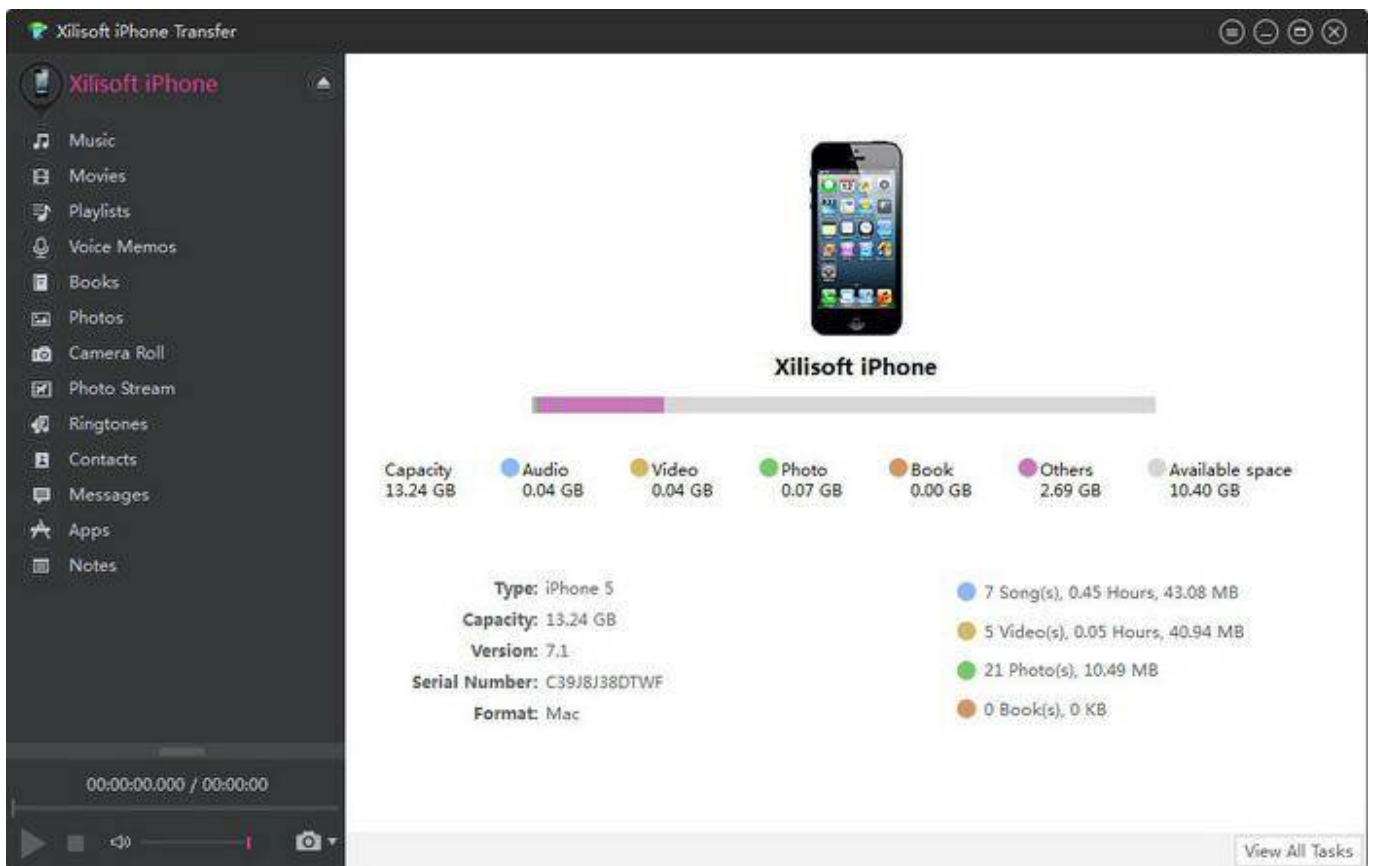 Xilisoft iPhone Transfer
Xilisoft iPhone
Music
Movies
Playlists
Voice Memos
Books
Photos
Camera Roll
Photo Stream
Ringtones
Contacts
Messages
Apps
Notes
00:00:00.000 / 00:00:00
Xilisoft iPhone
Capacity Audio Video Photo Book Others Available space
13.24 GB 0.04 GB 0.04 GB 0.07 GB 0.00 GB 2.69 GB 10.40 GB
Type: iPhone 5
Capacity: 13.24 GB
Version: 7.1
Serial Number: C39J8J38DTWF
Format: Mac
7 Song(s), 0.45 Hours, 43.08 MB
5 Video(s), 0.05 Hours, 40.94 MB
21 Photo(s), 10.49 MB
0 Book(s), 0 KB
View All Tasks